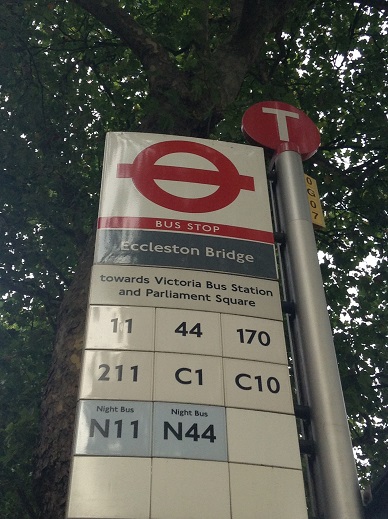 T
BUS STOP
Eccleston Bridge
towards Victoria Bus Station
and Parliament Square
11 44 170
211 C1 C10
Night Bus Night Bus
N11 N44
0607